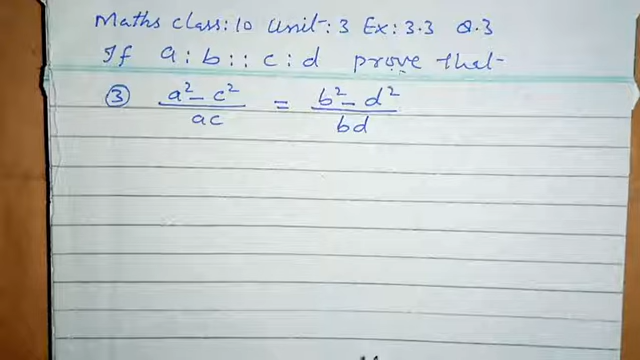 Maths class: 10 Unit: 3 Ex: 3.3 Q.3
If a : b :: c : d prove that
③ a² - c² / ac = b² - d² / bd